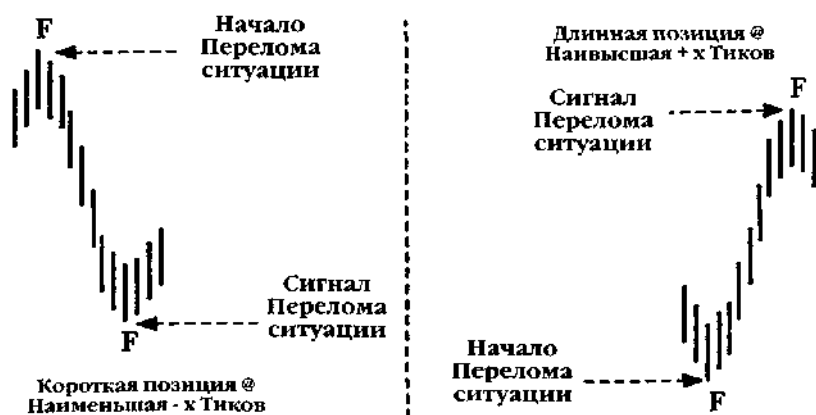 F
Начало
Перелома
ситуации
Сигнал
Перелома
ситуации
F
Короткая позиция @
Наименьшая - x Тиков
Длинная позиция @
Наивысшая + x Тиков
F
Сигнал
Перелома
ситуации
Начало
Перелома
ситуации
F